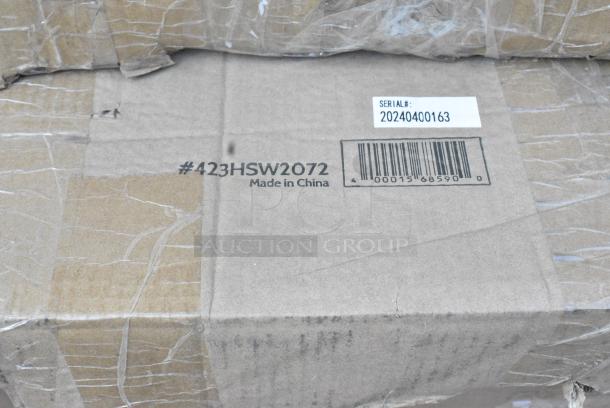 SERIAL#:
20240400163
#423HSW2072
Made in China
4 00015 68590 0
PCI
AUCTION GROUP